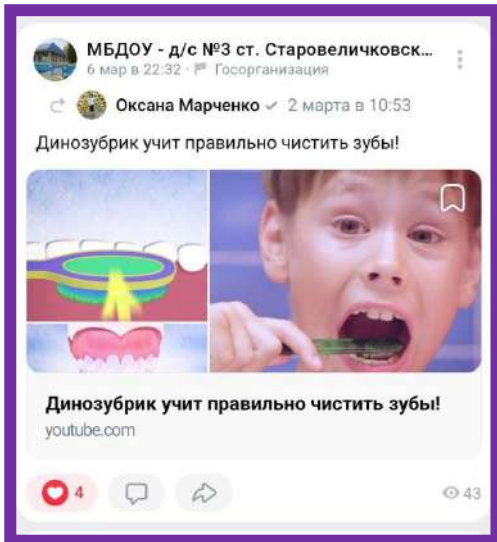 МБДОУ - д/с №3 ст. Старовеличковск...
6 мар в 22:32 · Госорганизация
Оксана Марченко 2 марта в 10:53
Динозубрик учит правильно чистить зубы!
Динозубрик учит правильно чистить зубы!
youtube.com
4
43